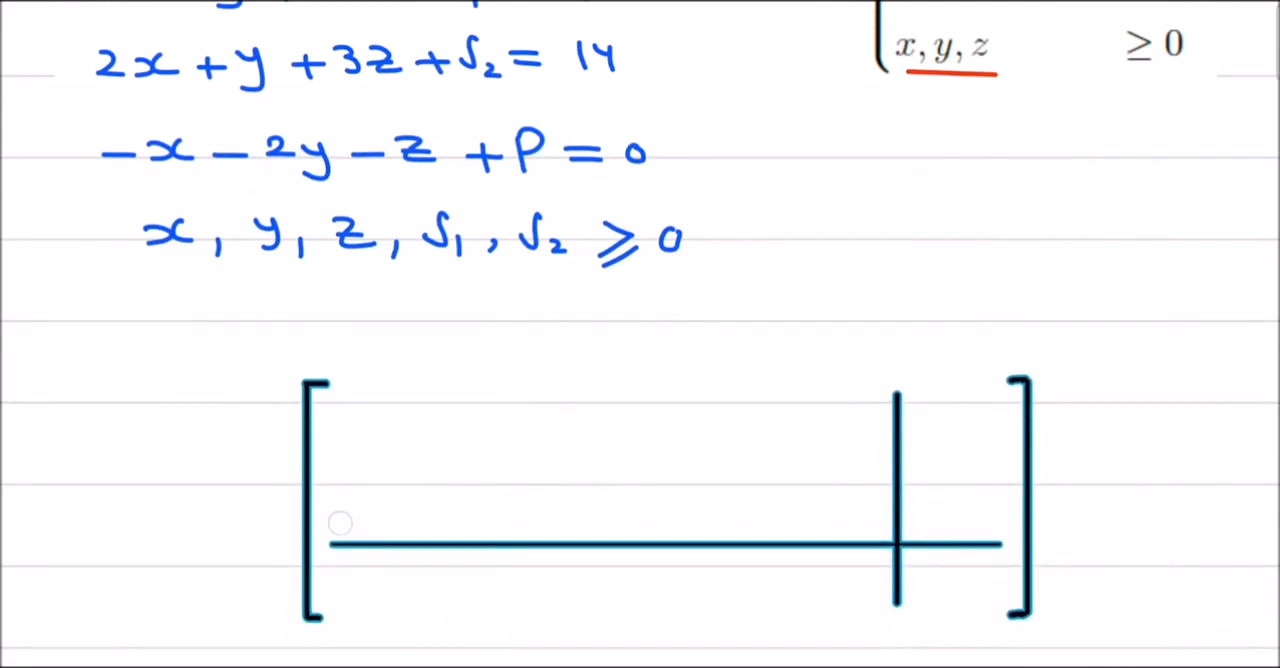 2x + y + 3z + s₂ = 14
x, y, z ≥ 0
-x - 2y - z + P = 0
x, y, z, s₁, s₂ ≥ 0